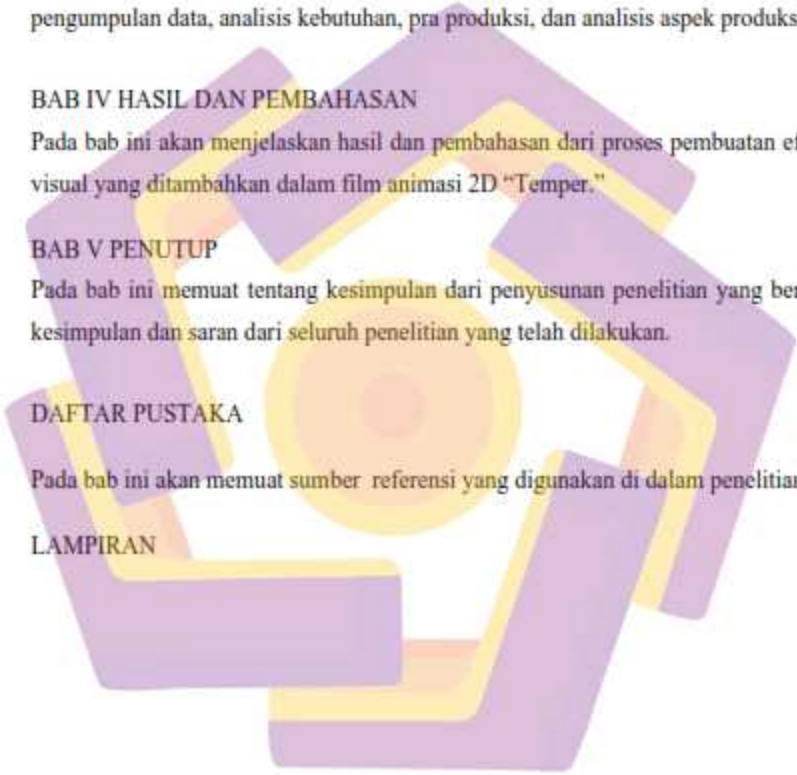 pengumpulan data, analisis kebutuhan, pra produksi, dan analisis aspek produks
BAB IV HASIL DAN PEMBAHASAN
Pada bab ini akan menjelaskan hasil dan pembahasan dari proses pembuatan ef
visual yang ditambahkan dalam film animasi 2D “Temper.”
BAB V PENUTUP
Pada bab ini memuat tentang kesimpulan dari penyusunan penelitian yang ber
kesimpulan dan saran dari seluruh penelitian yang telah dilakukan.
DAFTAR PUSTAKA
Pada bab ini akan memuat sumber referensi yang digunakan di dalam penelitian
LAMPIRAN